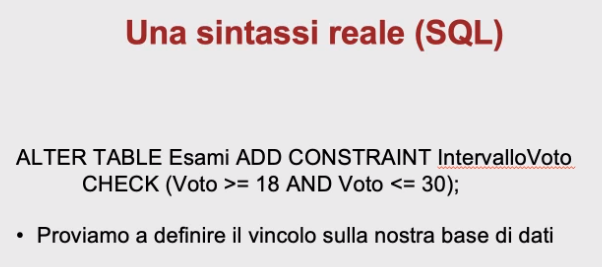 Una sintassi reale (SQL)
ALTER TABLE Esami ADD CONSTRAINT IntervalloVoto
CHECK (Voto >= 18 AND Voto <= 30);
• Proviamo a definire il vincolo sulla nostra base di dati